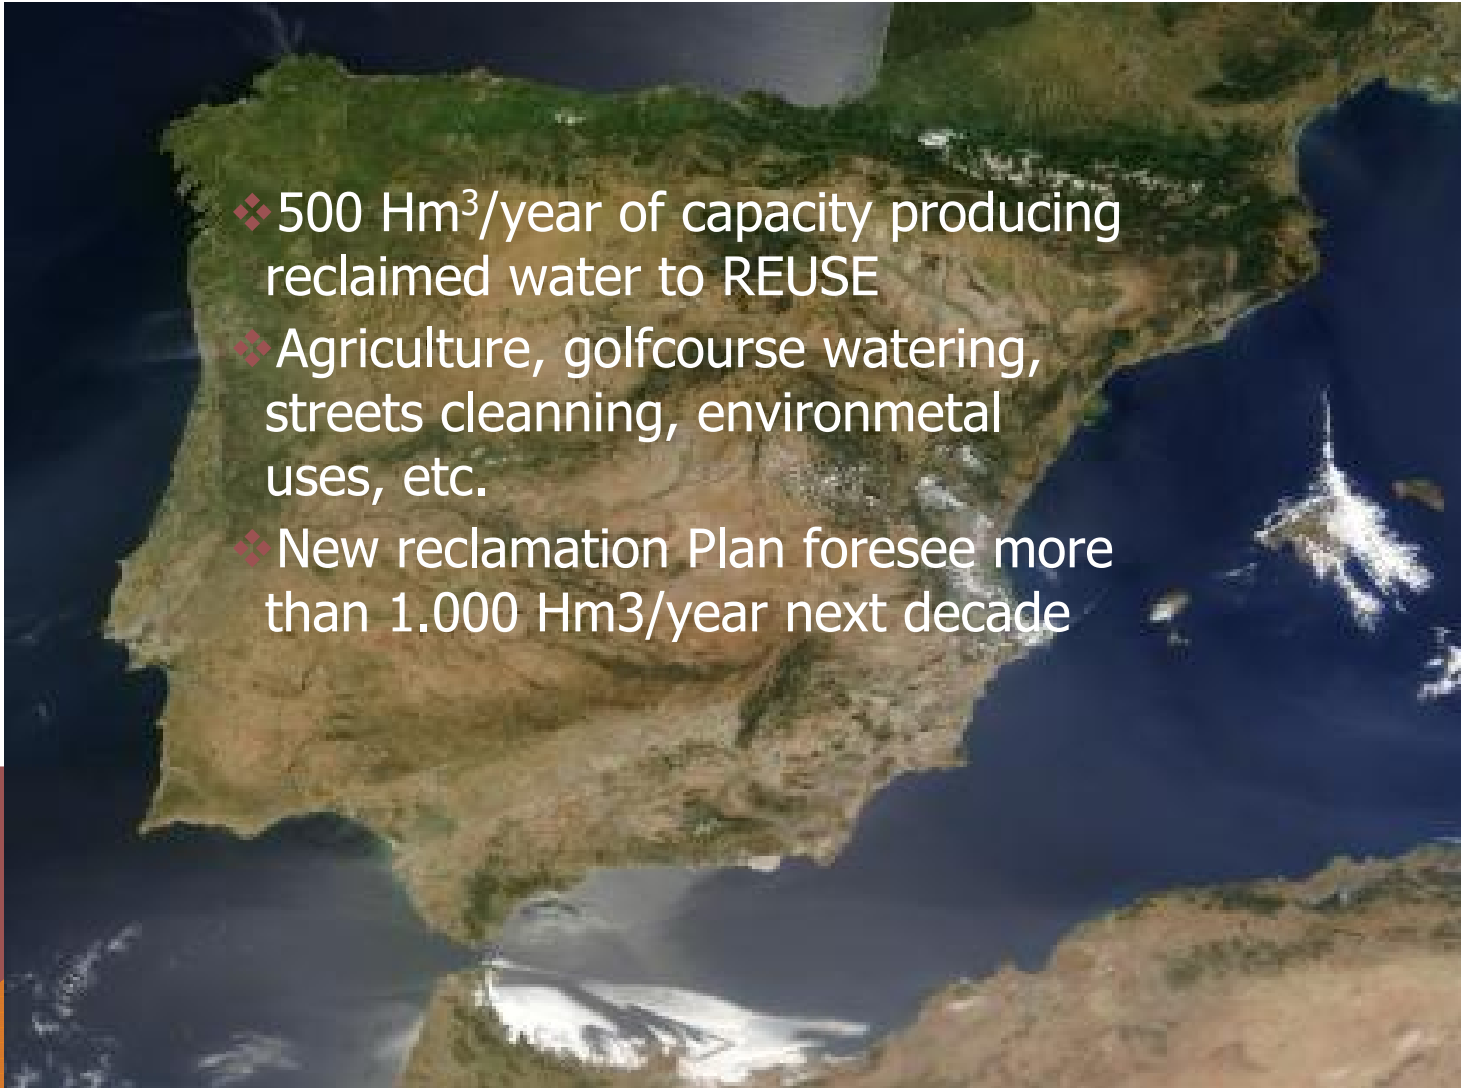 ❖500 Hm³/year of capacity producing
reclaimed water to REUSE
❖Agriculture, golfcourse watering,
streets cleanning, environmetal
uses, etc.
❖New reclamation Plan foresee more
than 1.000 Hm3/year next decade